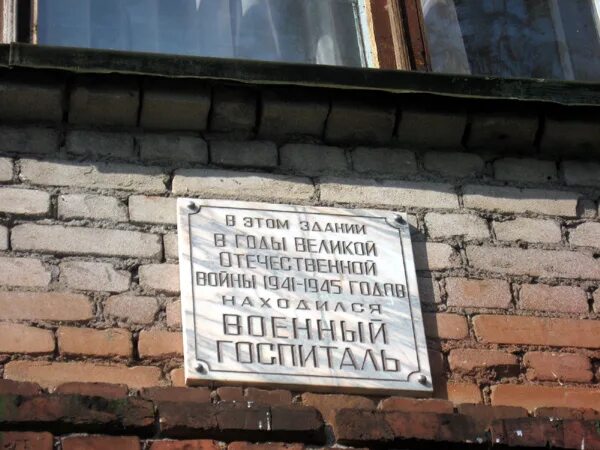 В ЭТОМ ЗДАНИИ
В ГОДЫ ВЕЛИКОЙ
ОТЕЧЕСТВЕННОЙ
ВОЙНЫ 1941-1945 ГОДАВ
НАХОДИЛСЯ
ВОЕННЫЙ
ГОСПИТАЛЬ